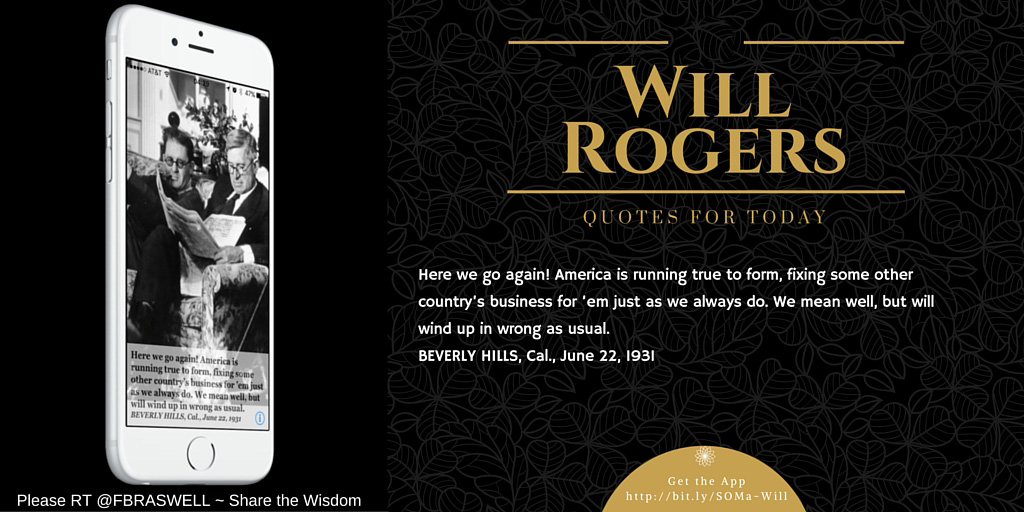 AT&T
47%
Here we go again! America is
running true to form, fixing some
other country's business for 'em just
as we always do. We mean well, but
will wind up in wrong as usual.
BEVERLY HILLS, Cal., June 22, 1931
Please RT @FBRASWELL ~ Share the Wisdom
WILL
ROGERS
QUOTES FOR TODAY
Here we go again! America is running true to form, fixing some other
country's business for 'em just as we always do. We mean well, but will
wind up in wrong as usual.
BEVERLY HILLS, Cal., June 22, 1931
Get the App
http://bit.ly/SOMa-Will